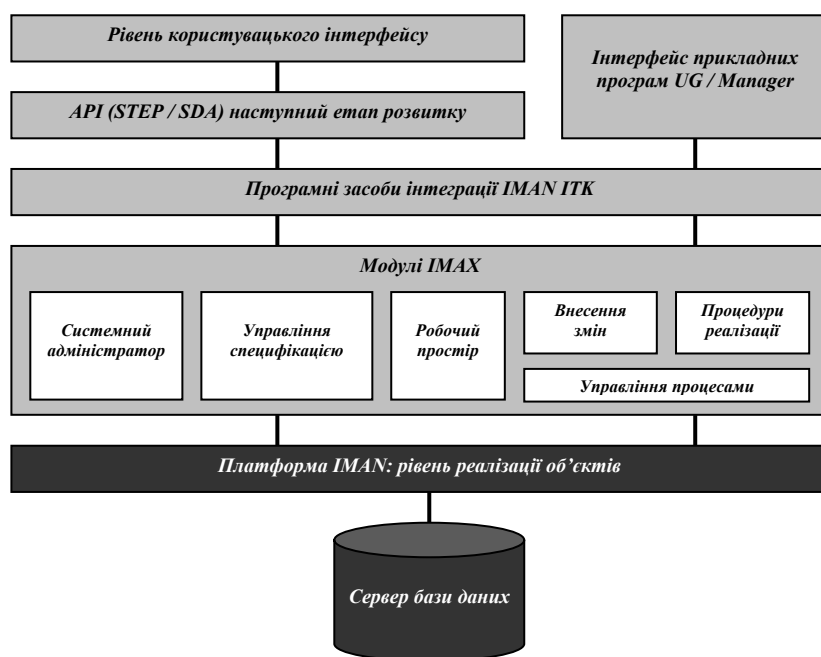 Рівень користувацького інтерфейсу
Інтерфейс прикладних
програм UG / Manager
API (STEP / SDA) наступний етап розвитку
Програмні засоби інтеграції IMAN ITK
Модулі IMAX
Системний
адміністратор
Управління
специфікацією
Робочий
простір
Внесення
змін
Процедури
реалізації
Управління процесами
Платформа IMAN: рівень реалізації об’єктів
Сервер бази даних